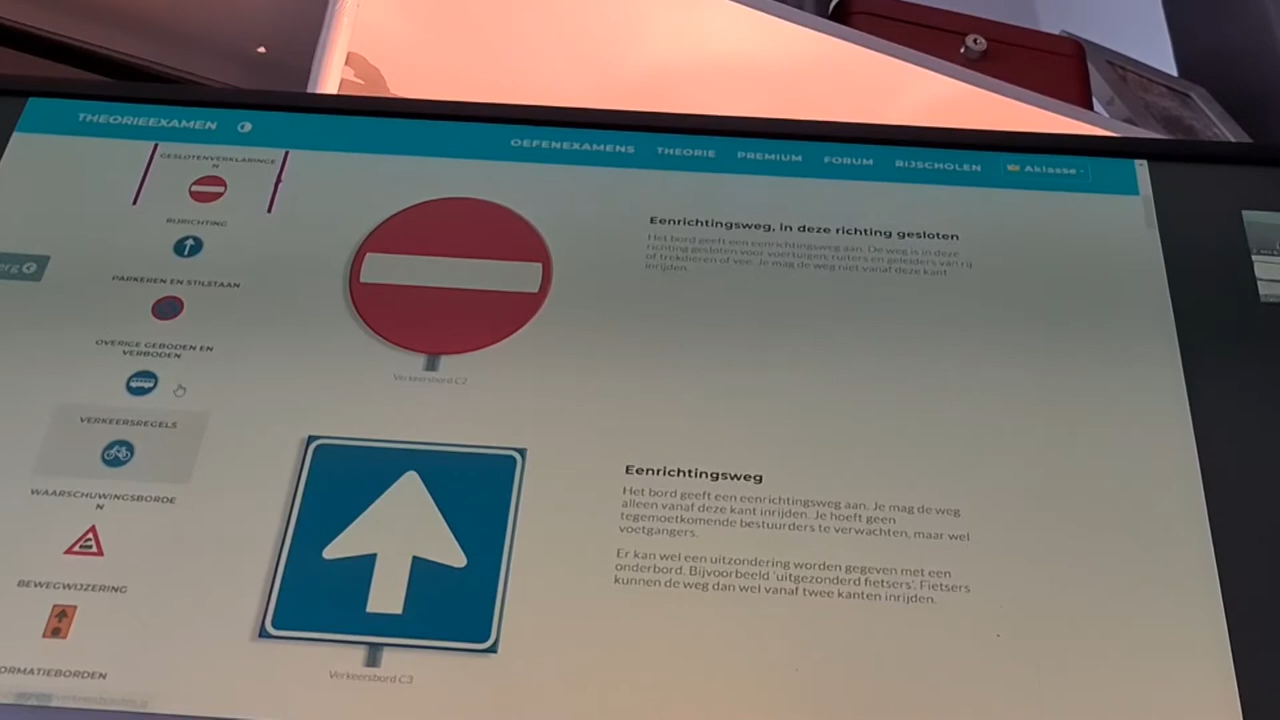 THEORIEEXAMEN
OEFENEXAMENS THEORIE PREMIUM FORUM RIJSCHOLEN Aklasse
GESLOTENVERKLARINGE
N
RIJRICHTING
PARKEREN EN STILSTAAN
OVERIGE GEBODEN EN
VERBODEN
VERKEERSREGELS
WAARSCHUWINGSBORDE
N
BEWEGWIJZERING
ORMATIEBORDEN
erg
Verkeersbord C2
Eenrichtingsweg, in deze richting gesloten
Het bord geeft een eenrichtingsweg aan. De weg is in deze
richting gesloten voor voertuigen, ruiters en geleiders van rij
of trekdieren of vee. Je mag de weg niet vanaf deze kant
inrijden.
Verkeersbord C3
Eenrichtingsweg
Het bord geeft een eenrichtingsweg aan. Je mag de weg
alleen vanaf deze kant inrijden. Je hoeft geen
tegemoetkomende bestuurders te verwachten, maar wel
voetgangers.
Er kan wel een uitzondering worden gegeven met een
onderbord. Bijvoorbeeld 'uitgezonderd fietsers'. Fietsers
kunnen de weg dan wel vanaf twee kanten inrijden.